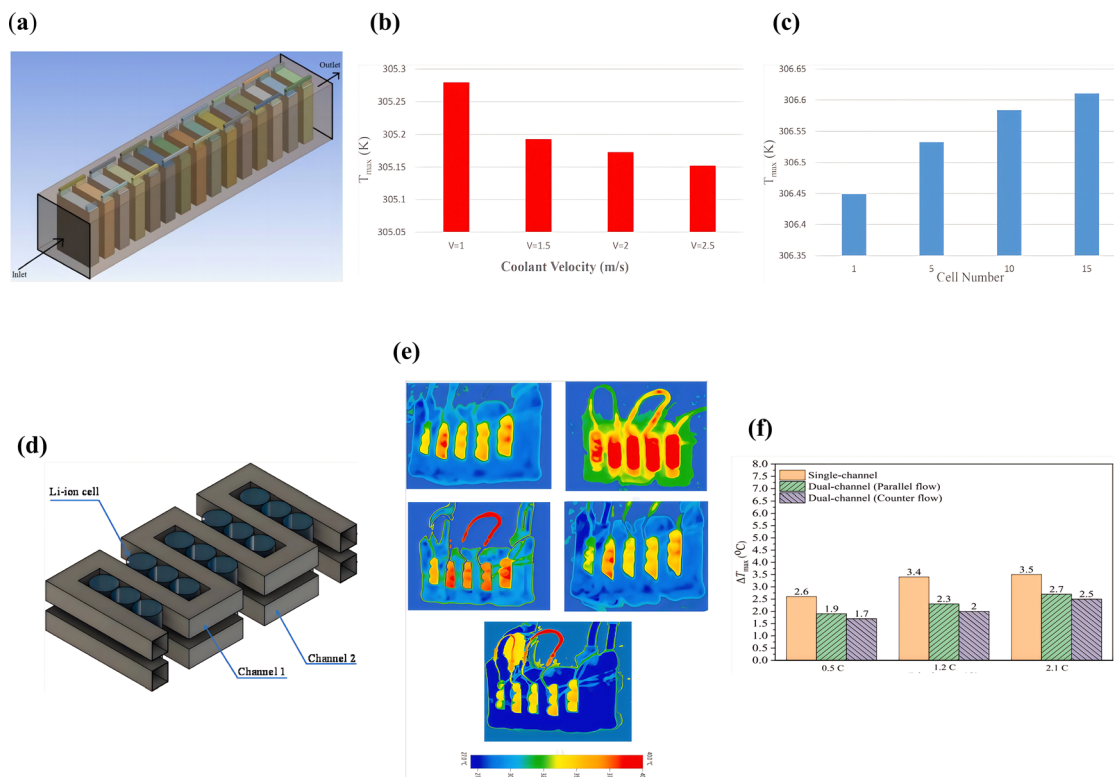 (a)
Outlet
Inlet
(b)
305.3
305.25
305.2
305.15
305.1
305.05
T_max (K)
V=1
V=1.5
V=2
V=2.5
Coolant Velocity (m/s)
(c)
306.65
306.6
306.55
306.5
306.45
306.4
306.35
T_max (K)
1
5
10
15
Cell Number
(d)
Li-ion cell
Channel 1
Channel 2
(e)
(f)
8.0
7.5
7.0
6.5
6.0
5.5
5.0
4.5
4.0
3.5
3.0
2.5
2.0
1.5
1.0
0.5
0.0
ΔT_max (⁰C)
Single-channel
Dual-channel (Parallel flow)
Dual-channel (Counter flow)
2.6
1.9
1.7
3.4
2.3
2
3.5
2.7
2.5
0.5 C
1.2 C
2.1 C